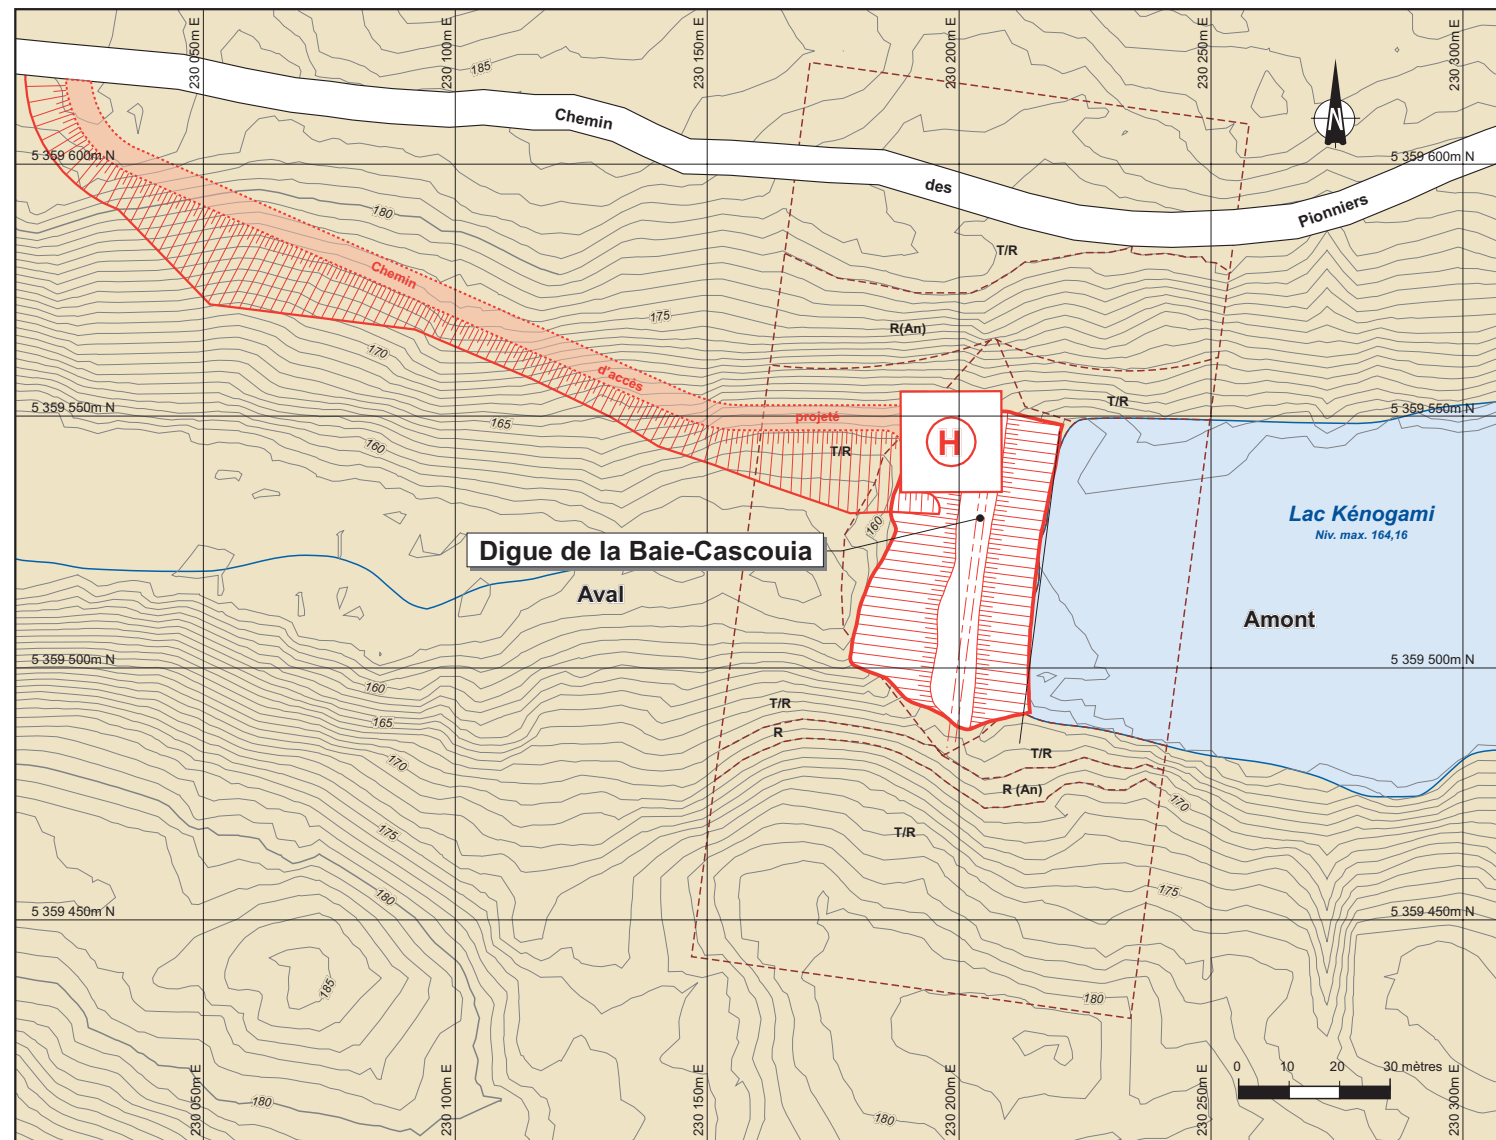 230 050m E
230 100m E
230 150m E
230 200m E
230 250m E
230 300m E
185
Chemin
N
5 359 600m N
5 359 600m N
des
Pionniers
180
T/R
Chemin
175
R(An)
170
d'accès
T/R
5 359 550m N
projeté
5 359 550m N
165
160
T/R
H
Lac Kénogami
Niv. max. 164,16
160
Digue de la Baie-Cascouia
Aval
Amont
5 359 500m N
5 359 500m N
160
T/R
165
R
T/R
170
R (An)
170
175
T/R
180
175
5 359 450m N
5 359 450m N
185
180
0 10 20 30 mètres
180
180
230 050m E
230 100m E
230 150m E
230 200m E
230 250m E
230 300m E